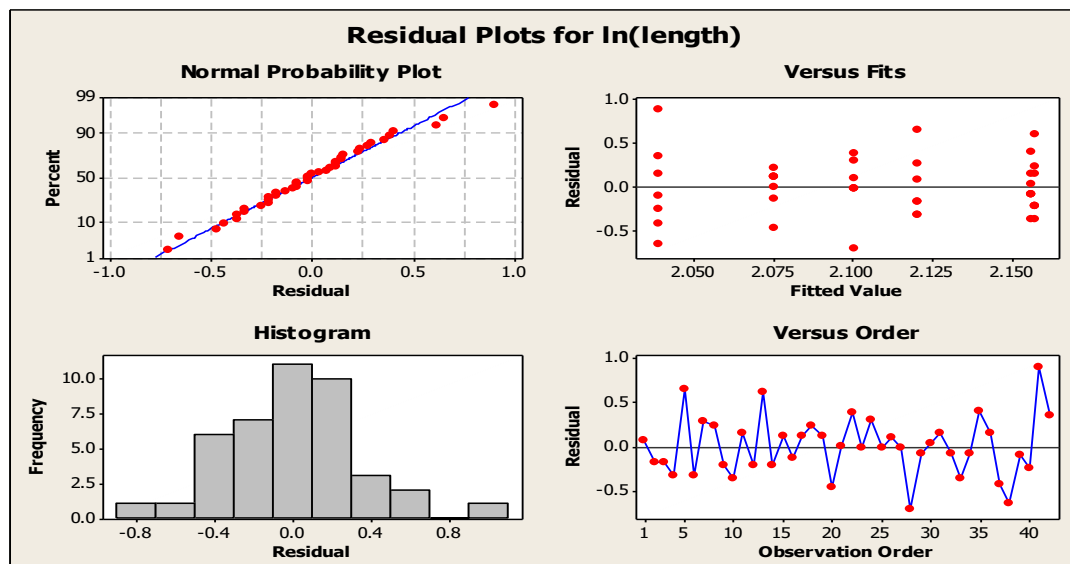 Residual Plots for ln(length)
Normal Probability Plot
99
90
50
10
1
Percent
-1.0 -0.5 0.0 0.5 1.0
Residual
Versus Fits
1.0
0.5
0.0
-0.5
Residual
2.050 2.075 2.100 2.125 2.150
Fitted Value
Histogram
10.0
7.5
5.0
2.5
0.0
Frequency
-0.8 -0.4 0.0 0.4 0.8
Residual
Versus Order
1.0
0.5
0.0
-0.5
Residual
1 5 10 15 20 25 30 35 40
Observation Order